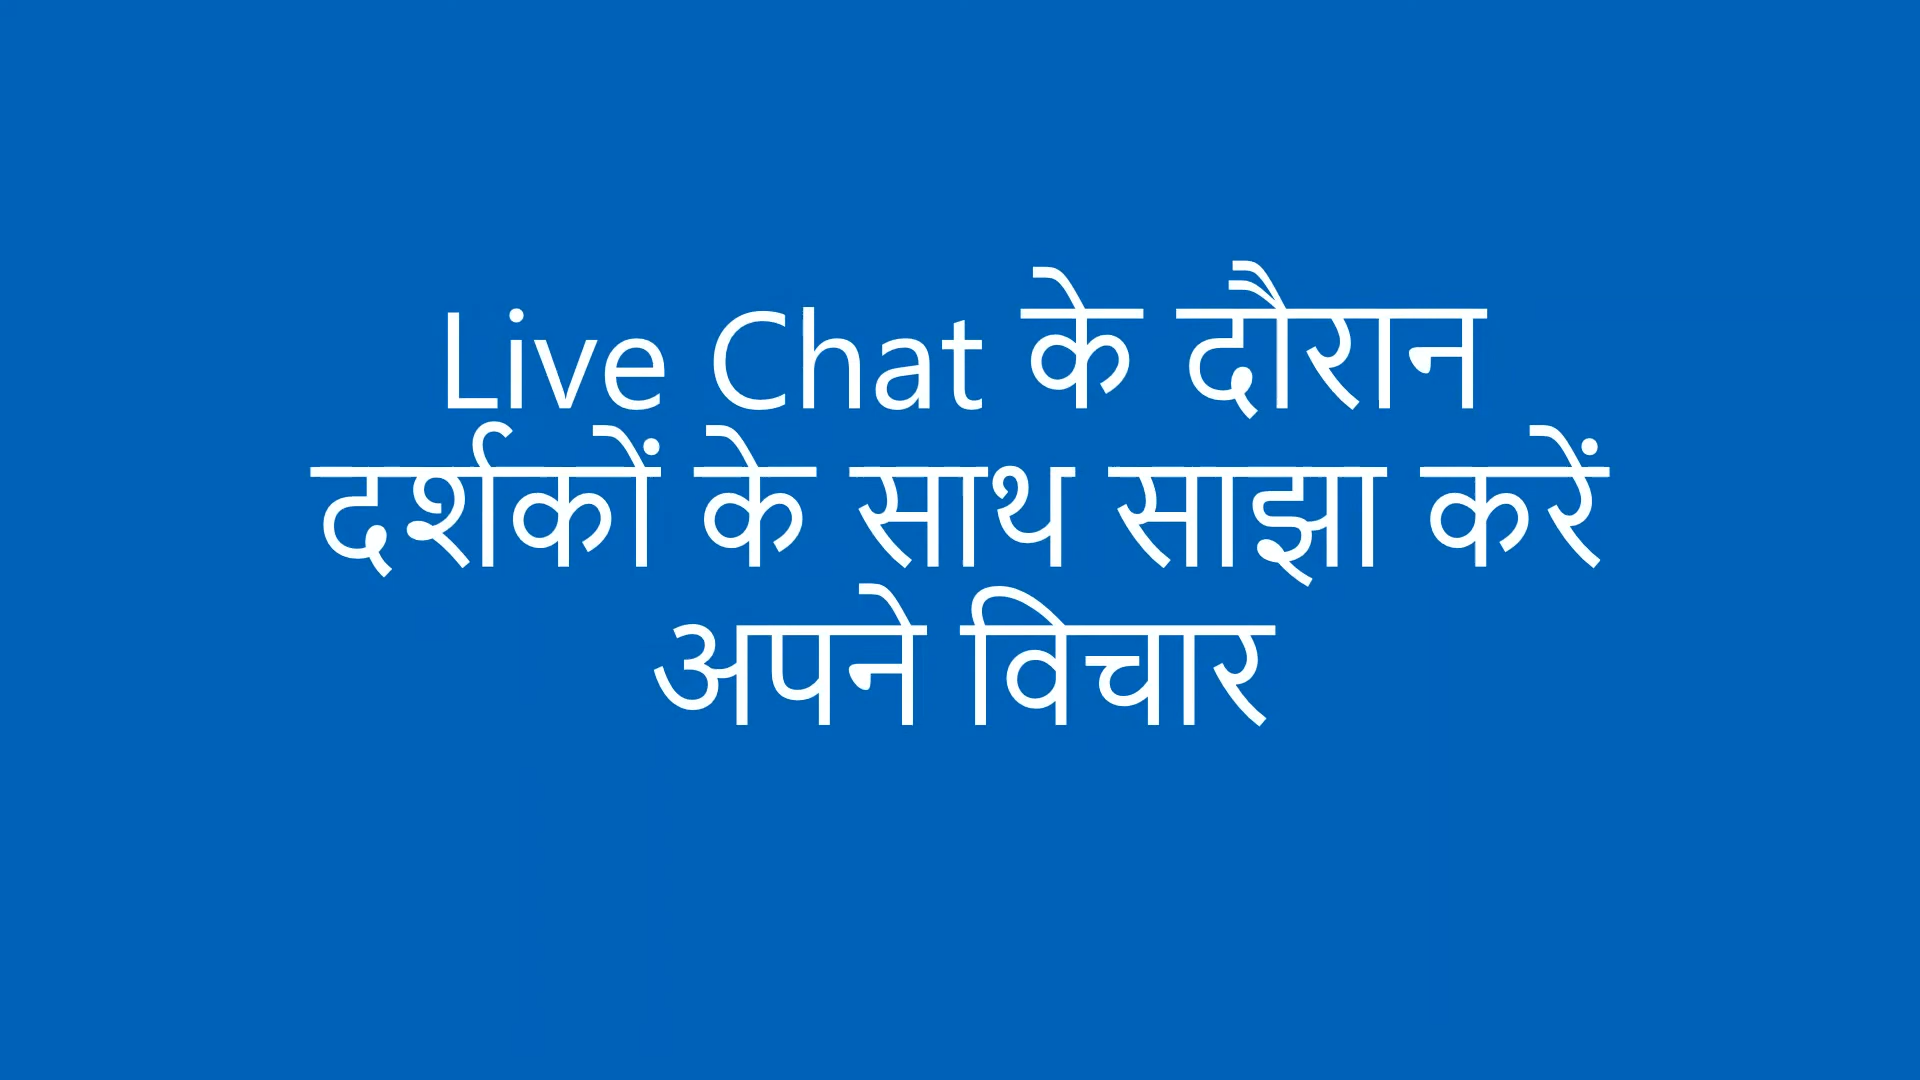 Live Chat के दौरान
दर्शकों के साथ साझा करें
अपने विचार